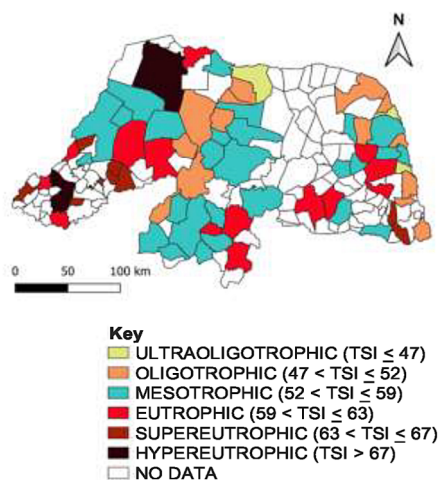 N
0 50 100 km
Key
ULTRAOLIGOTROPHIC (TSI ≤ 47)
OLIGOTROPHIC (47 < TSI ≤ 52)
MESOTROPHIC (52 < TSI ≤ 59)
EUTROPHIC (59 < TSI ≤ 63)
SUPEREUTROPHIC (63 < TSI ≤ 67)
HYPEREUTROPHIC (TSI > 67)
NO DATA